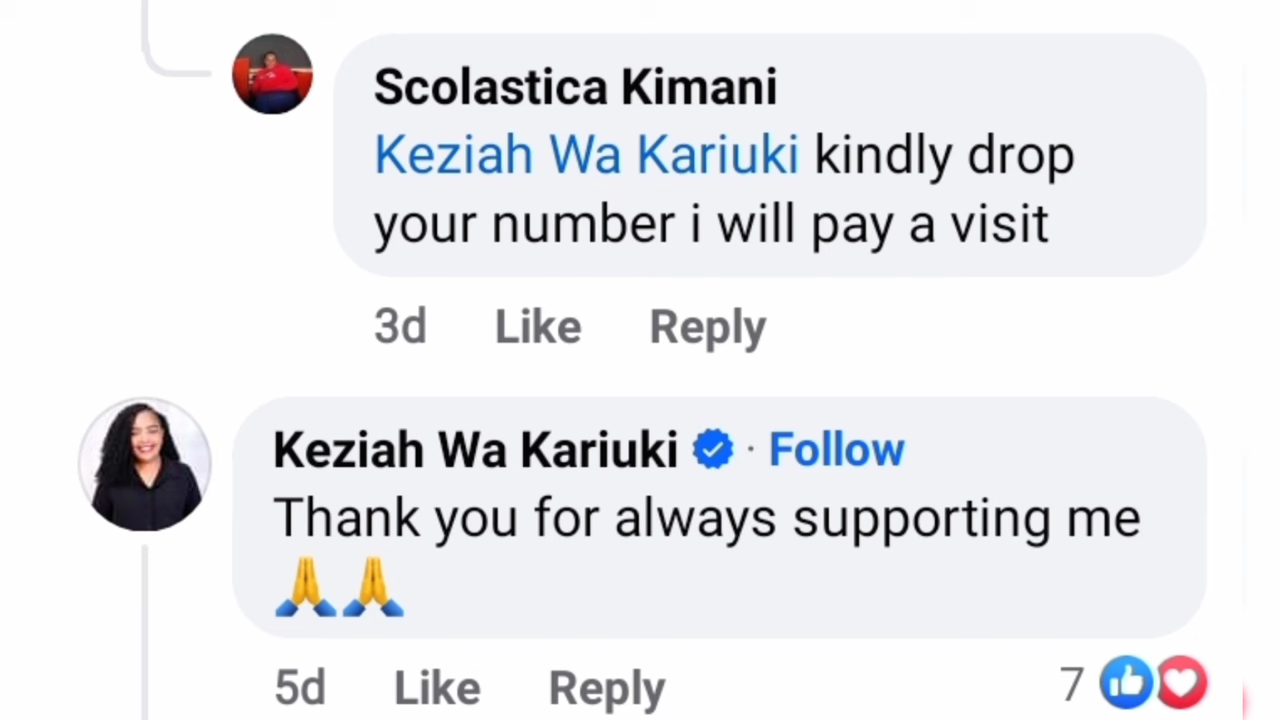 Scolastica Kimani
Keziah Wa Kariuki kindly drop
your number i will pay a visit
3d Like Reply
Keziah Wa Kariuki · Follow
Thank you for always supporting me
🙏🙏
5d Like Reply 7